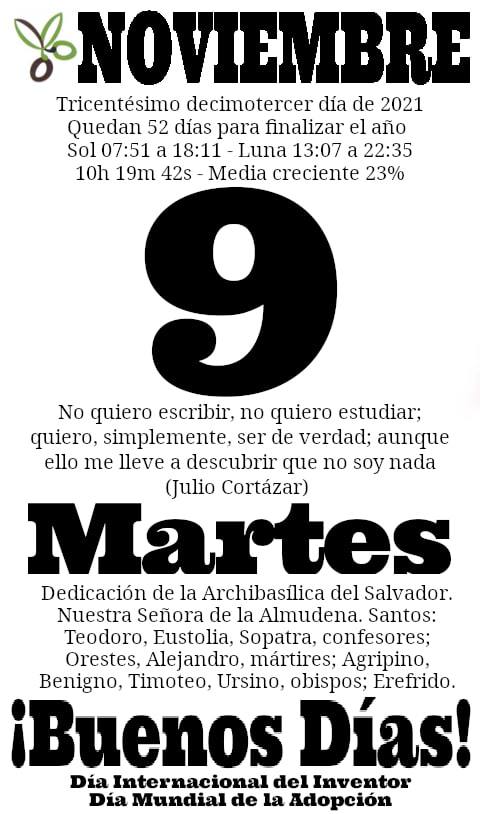 NOVIEMBRE
Tricentésimo decimotercer día de 2021
Quedan 52 días para finalizar el año
Sol 07:51 a 18:11 - Luna 13:07 a 22:35
10h 19m 42s - Media creciente 23%
9
No quiero escribir, no quiero estudiar;
quiero, simplemente, ser de verdad; aunque
ello me lleve a descubrir que no soy nada
(Julio Cortázar)
Martes
Dedicación de la Archibasílica del Salvador.
Nuestra Señora de la Almudena. Santos:
Teodoro, Eustolia, Sopatra, confesores;
Orestes, Alejandro, mártires; Agripino,
Benigno, Timoteo, Ursino, obispos; Erefrido.
¡Buenos Días!
Día Internacional del Inventor
Día Mundial de la Adopción